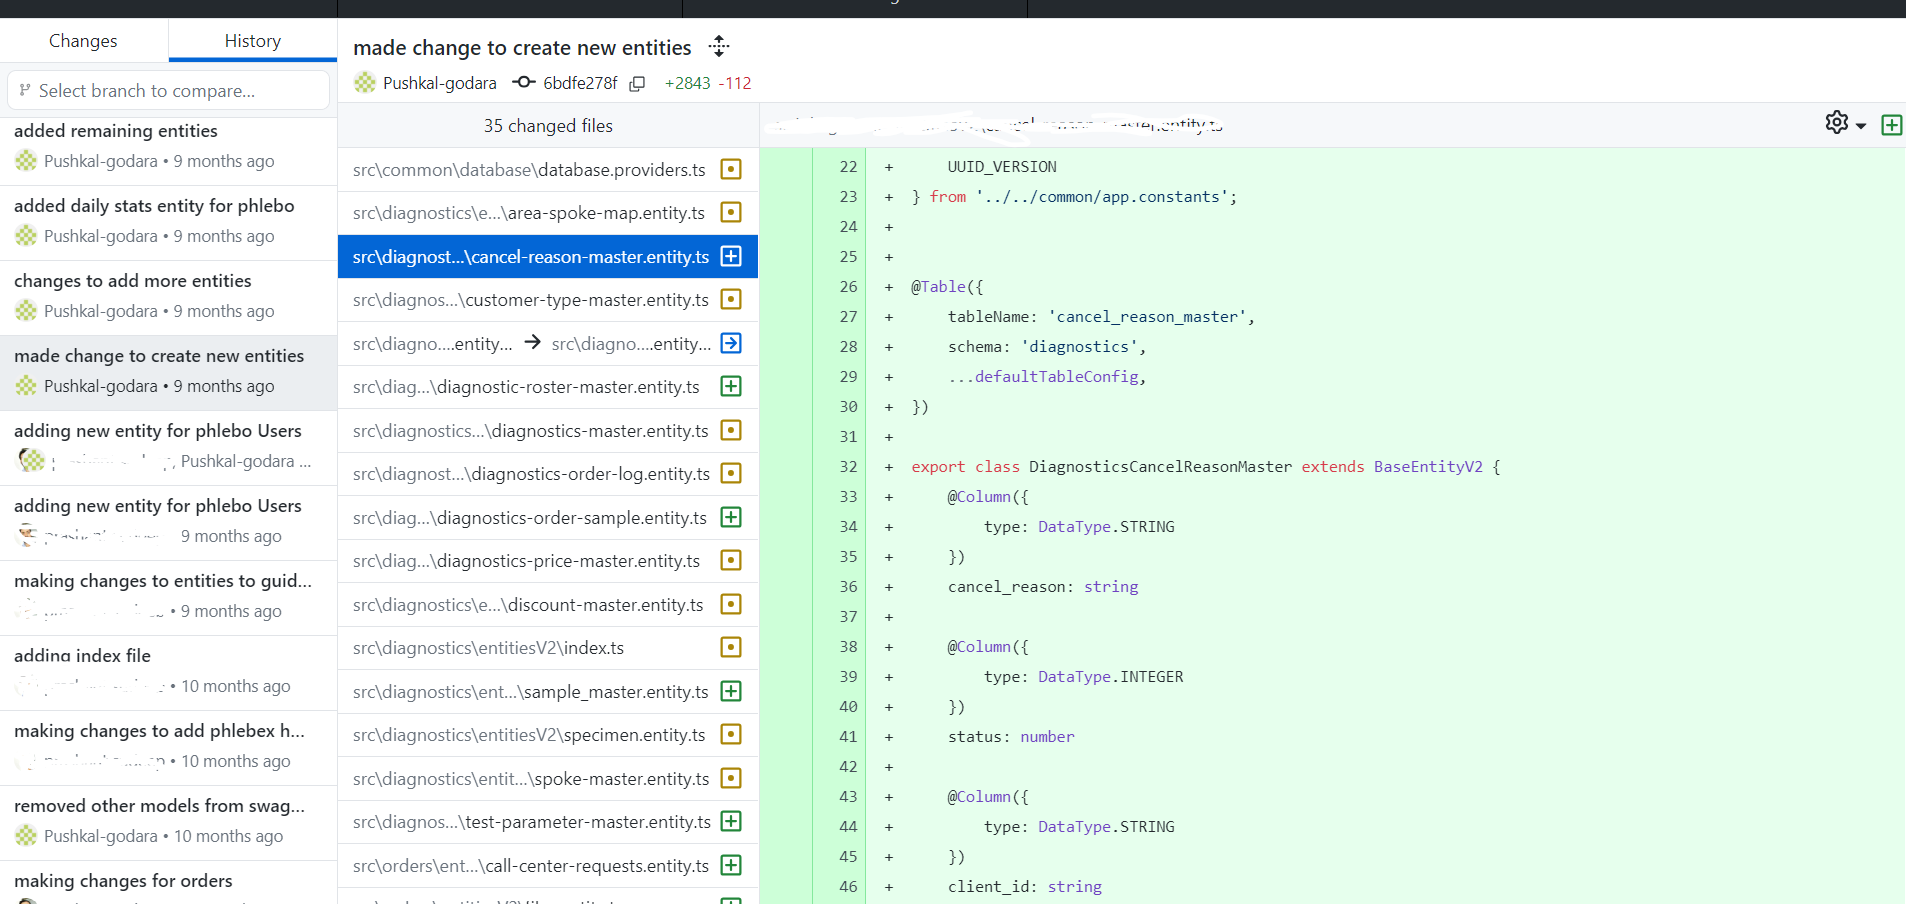 Changes
History
Select branch to compare...
added remaining entities
Pushkal-godara • 9 months ago
added daily stats entity for phlebo
Pushkal-godara • 9 months ago
changes to add more entities
Pushkal-godara • 9 months ago
made change to create new entities
Pushkal-godara • 9 months ago
adding new entity for phlebo Users
, Pushkal-godara ...
adding new entity for phlebo Users
9 months ago
making changes to entities to guid...
• 9 months ago
adding index file
• 10 months ago
making changes to add phlebex h...
• 10 months ago
removed other models from swag...
Pushkal-godara • 10 months ago
making changes for orders
made change to create new entities
Pushkal-godara 6bdfe278f +2843 -112
35 changed files
src\common\database\database.providers.ts
src\diagnostics\e...\area-spoke-map.entity.ts
src\diagnost...\cancel-reason-master.entity.ts
src\diagnos...\customer-type-master.entity.ts
src\diagno....entity... → src\diagno....entity...
src\diag...\diagnostic-roster-master.entity.ts
src\diagnostics...\diagnostics-master.entity.ts
src\diagnost...\diagnostics-order-log.entity.ts
src\diag...\diagnostics-order-sample.entity.ts
src\diag...\diagnostics-price-master.entity.ts
src\diagnostics\e...\discount-master.entity.ts
src\diagnostics\entitiesV2\index.ts
src\diagnostics\ent...\sample_master.entity.ts
src\diagnostics\entitiesV2\specimen.entity.ts
src\diagnostics\entit...\spoke-master.entity.ts
src\diagnos...\test-parameter-master.entity.ts
src\orders\ent...\call-center-requests.entity.ts
22 + UUID_VERSION
23 + } from '../../common/app.constants';
24 +
25 +
26 + @Table({
27 + tableName: 'cancel_reason_master',
28 + schema: 'diagnostics',
29 + ...defaultTableConfig,
30 + })
31 +
32 + export class DiagnosticsCancelReasonMaster extends BaseEntityV2 {
33 + @Column({
34 + type: DataType.STRING
35 + })
36 + cancel_reason: string
37 +
38 + @Column({
39 + type: DataType.INTEGER
40 + })
41 + status: number
42 +
43 + @Column({
44 + type: DataType.STRING
45 + })
46 + client_id: string